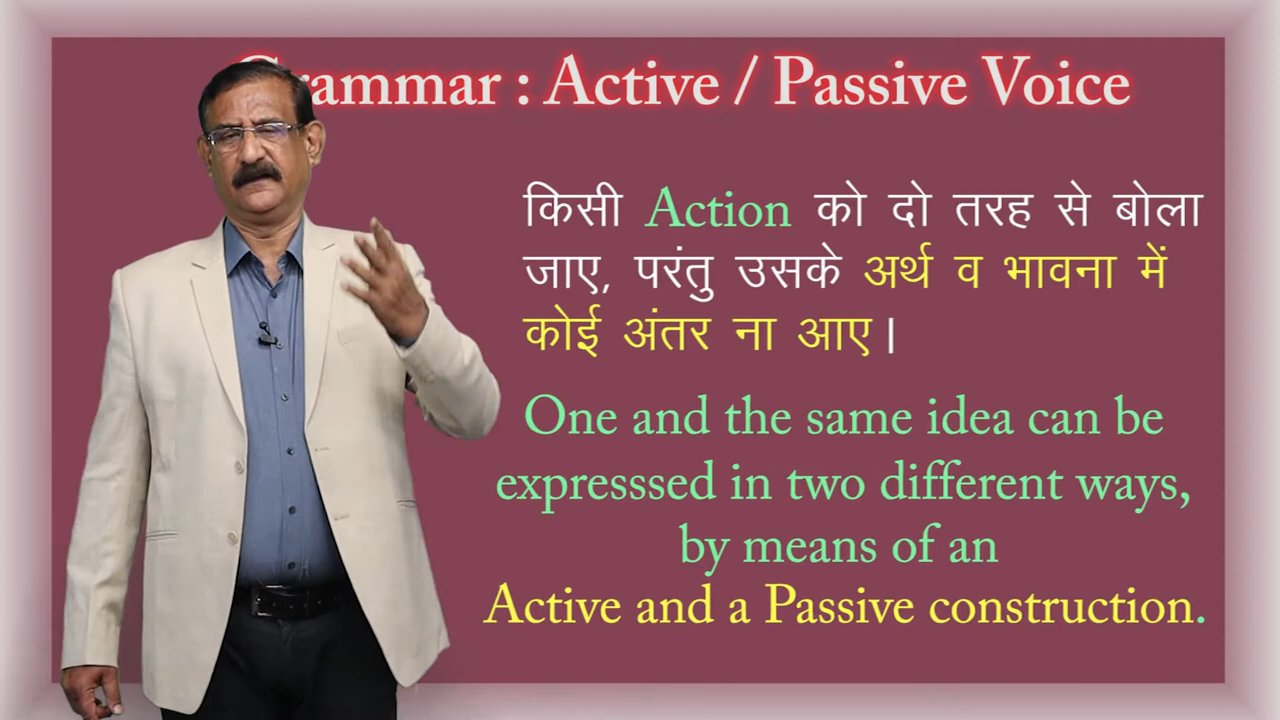 Grammar : Active / Passive Voice
किसी Action को दो तरह से बोला
जाए, परंतु उसके अर्थ व भावना में
कोई अंतर ना आए।
One and the same idea can be
expresssed in two different ways,
by means of an
Active and a Passive construction.